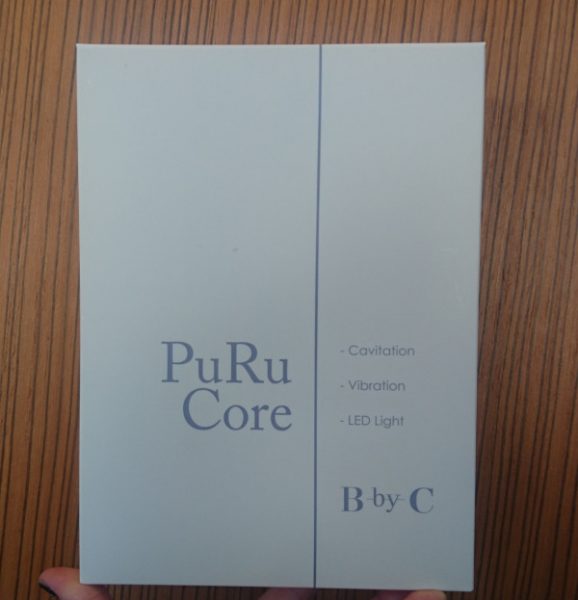 PuRu
Core
- Cavitation
- Vibration
- LED Light
B-by-C